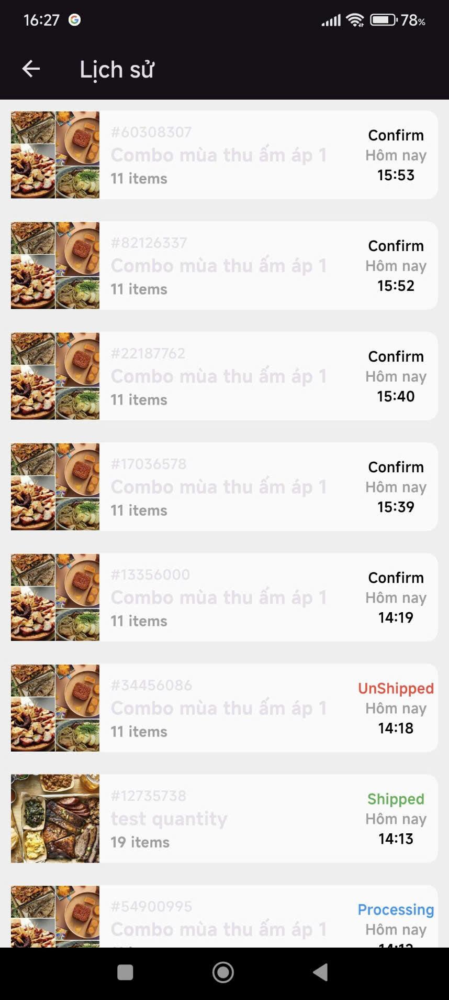 16:27
78%
Lịch sử
#60308307
Combo mùa thu ấm áp 1
11 items
Confirm
Hôm nay
15:53
#82126337
Combo mùa thu ấm áp 1
11 items
Confirm
Hôm nay
15:52
#22187762
Combo mùa thu ấm áp 1
11 items
Confirm
Hôm nay
15:40
#17036578
Combo mùa thu ấm áp 1
11 items
Confirm
Hôm nay
15:39
#13356000
Combo mùa thu ấm áp 1
11 items
Confirm
Hôm nay
14:19
#34456086
Combo mùa thu ấm áp 1
11 items
UnShipped
Hôm nay
14:18
#12735738
test quantity
19 items
Shipped
Hôm nay
14:13
#54900995
Combo mùa thu ấm áp 1
Processing
Hôm nay